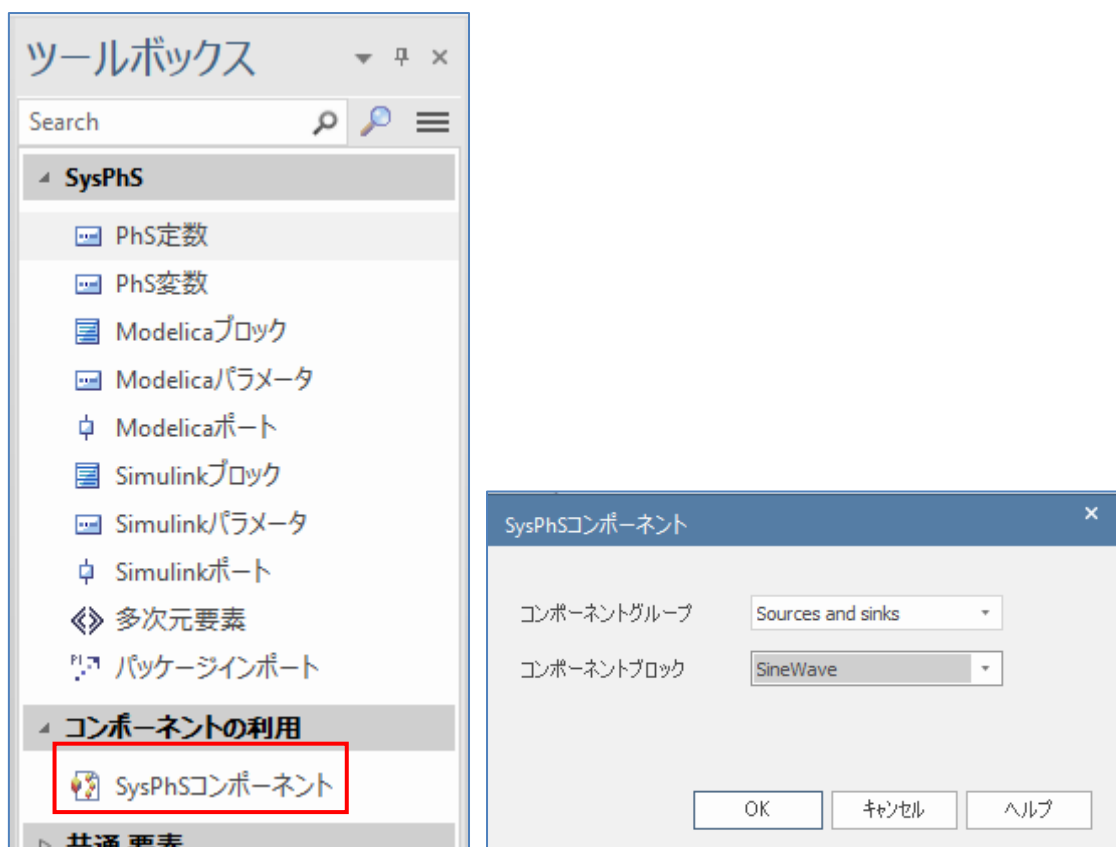 ツールボックス
Search
SysPhS
PhS定数
PhS変数
Modelicaブロック
Modelicaパラメータ
Modelicaポート
Simulinkブロック
Simulinkパラメータ
Simulinkポート
多次元要素
パッケージインポート
コンポーネントの利用
SysPhSコンポーネント
共通 要素
SysPhSコンポーネント
コンポーネントグループ Sources and sinks
コンポーネントブロック SineWave
OK キャンセル ヘルプ